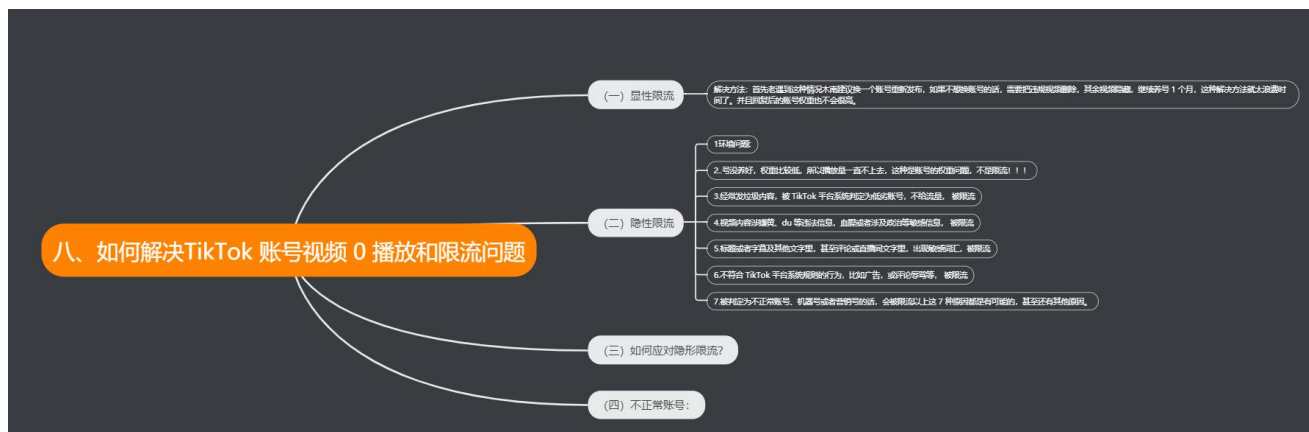 八、如何解决TikTok 账号视频 0 播放和限流问题
(一) 显性限流
解决方法：首先老遇到这种情况木南建议换一个账号重新发布，如果不想换账号的话，需要把违规视频删除，其余视频隐藏，继续养号 1 个月，这种解决方法就太浪费时
间了。并且回复后的账号权重也不会很高。
(二) 隐性限流
1环境问题
2..号没养好，权重比较低，所以播放量一直不上去，这种是账号的权重问题，不是限流！！！
3.经常发垃圾内容，被 TikTok 平台系统判定为低劣账号，不给流量， 被限流
4.视频内容涉嫌黄、du 等违法信息，血腥或者涉及政治等敏感信息， 被限流
5.标题或者字幕及其他文字里，甚至评论或直播间文字里，出现敏感词汇，被限流
6.不符合 TikTok 平台系统规则的行为，比如广告，或评论辱骂等， 被限流
7.被判定为不正常账号、机器号或者营销号的话，会被限流以上这 7 种原因都是有可能的，甚至还有其他原因。
(三) 如何应对隐形限流?
(四) 不正常账号: